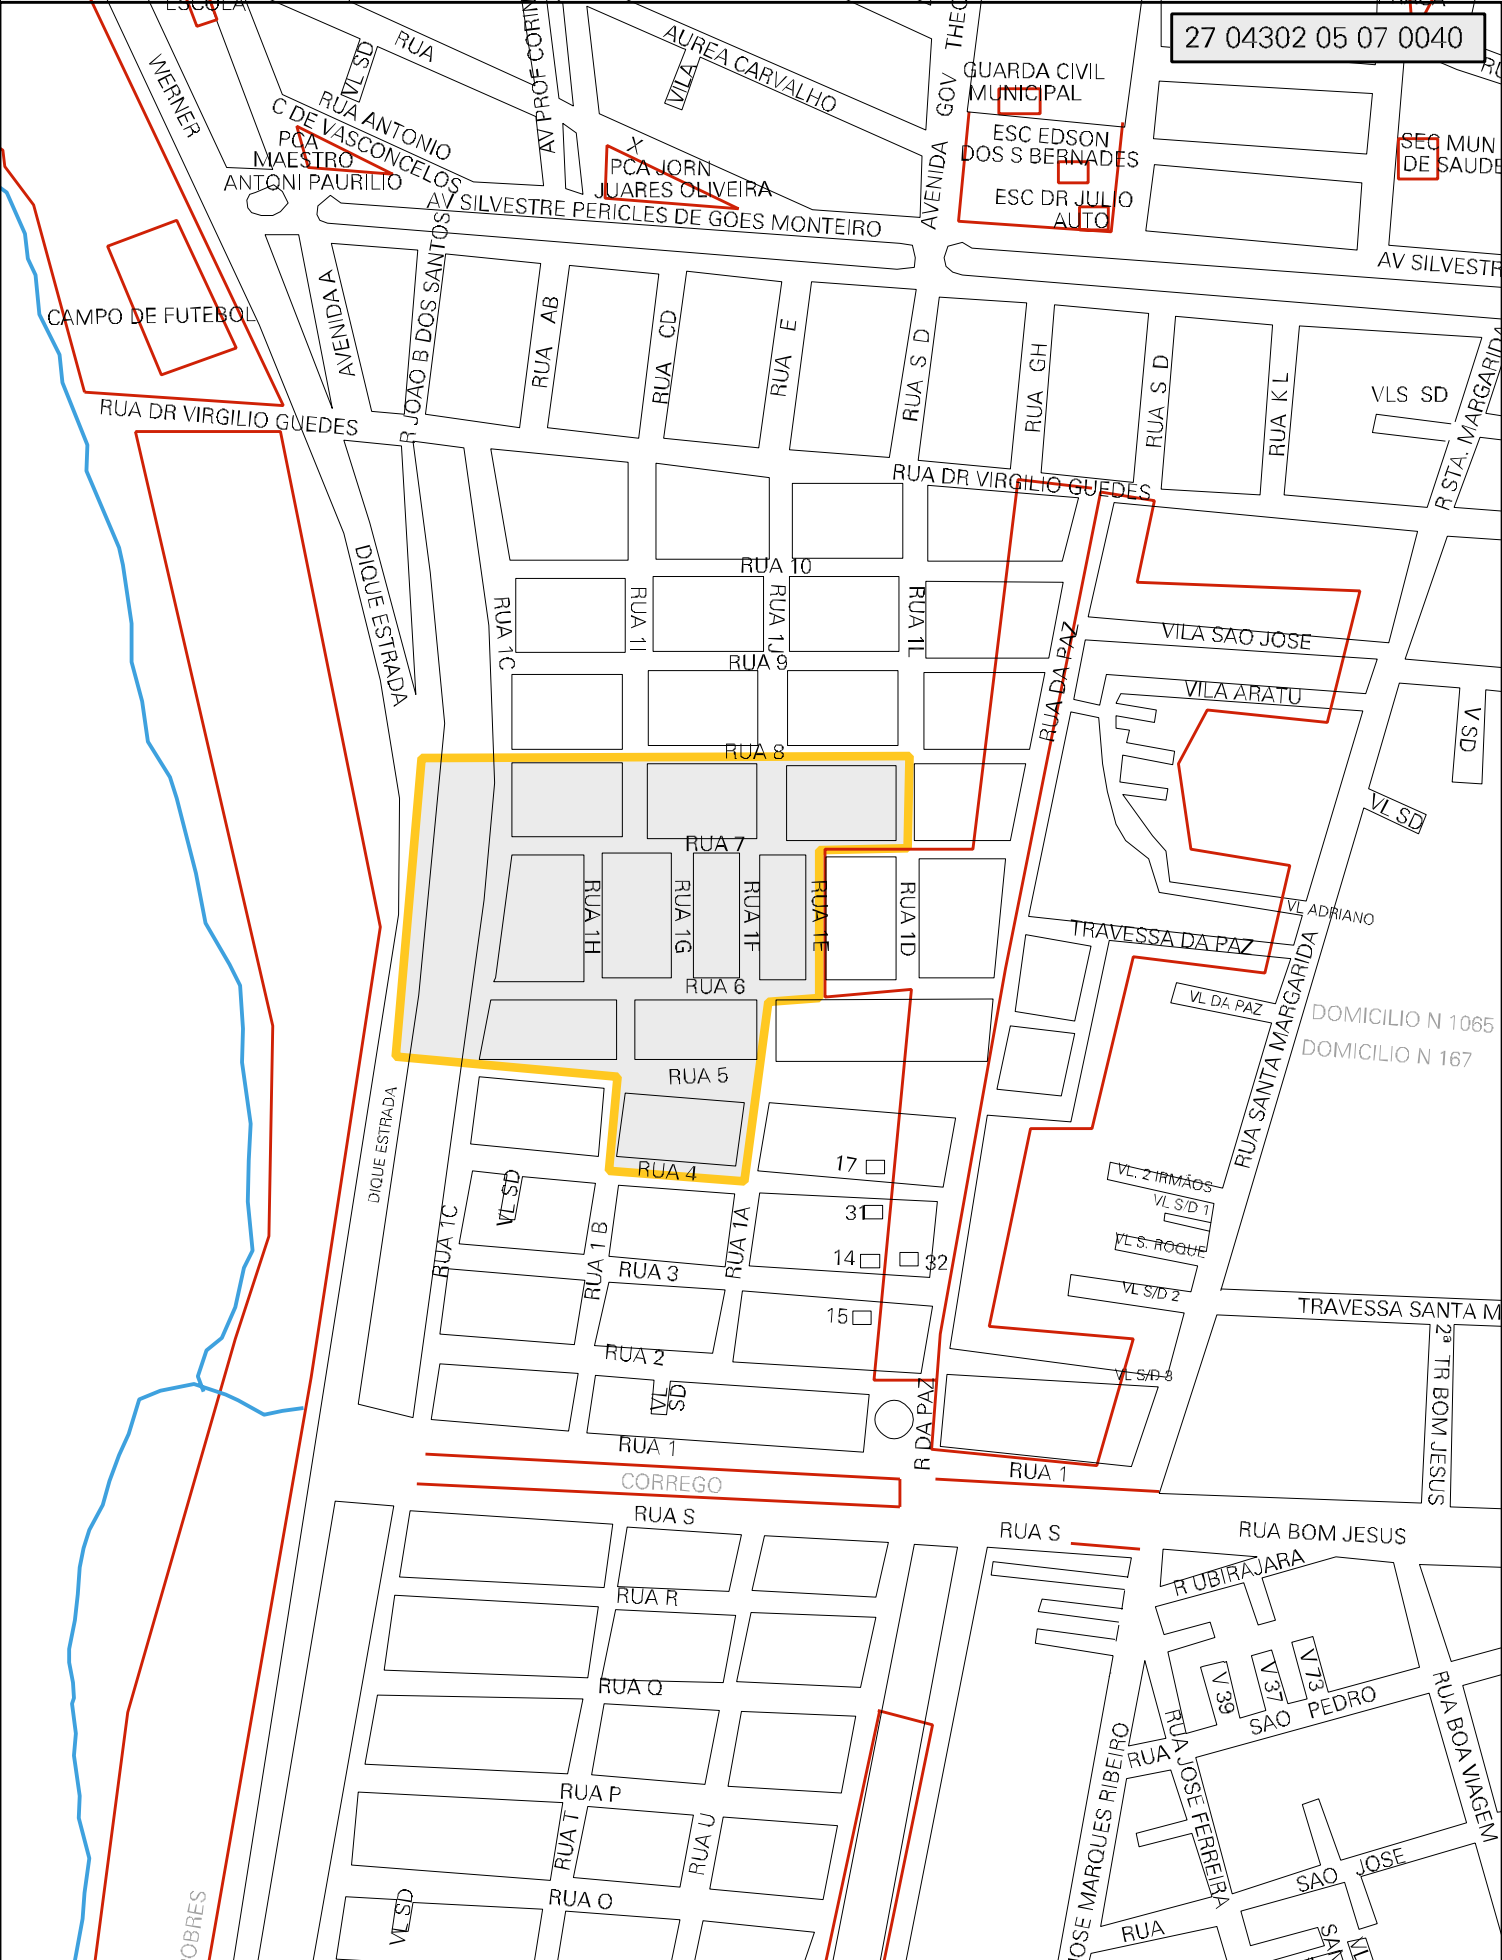 ESCOLA
27 04302 05 07 0040
WERNER
VL SD
RUA
AV PROF CORIN
AUREA CARVALHO
VILA
AVENIDA GOV THEO
GUARDA CIVIL
MUNICIPAL
ESC EDSON
DOS S BERNADES
ESC DR JULIO
AUTO
SEC MUN
DE SAUDE
RUA ANTONIO
C DE VASCONCELOS
PCA
MAESTRO
ANTONI PAURILIO
X
PCA JORN
JUARES OLIVEIRA
AV SILVESTRE PERICLES DE GOES MONTEIRO
AV SILVESTR
CAMPO DE FUTEBOL
AVENIDA A
R JOAO B DOS SANTOS
RUA AB
RUA CD
RUA E
RUA S D
RUA GH
RUA S D
RUA K L
VLS SD
R STA. MARGARIDA
RUA DR VIRGILIO GUEDES
RUA DR VIRGILIO GUEDES
DIQUE ESTRADA
RUA 10
RUA 1C
RUA 1I
RUA 1J
RUA 1L
RUA 9
RUA DA PAZ
VILA SAO JOSE
VILA ARATU
V SD
VL SD
RUA 8
RUA 7
RUA 1H
RUA 1G
RUA 1F
RUA 1E
RUA 1D
VL ADRIANO
TRAVESSA DA PAZ
RUA 6
VL DA PAZ
DOMICILIO N 1065
DOMICILIO N 167
RUA SANTA MARGARIDA
RUA 5
DIQUE ESTRADA
RUA 4
17
VL. 2 IRMÃOS
VL S/D 1
VL SD
31
RUA 1C
RUA 1 B
RUA 1A
VL S. ROQUE
14
32
RUA 3
VL S/D 2
15
TRAVESSA SANTA M
RUA 2
2ª TR BOM JESUS
VL S/D 3
VL
SD
R DA PAZ
RUA 1
RUA 1
CORREGO
RUA S
RUA S
RUA BOM JESUS
R UBIRAJARA
RUA R
V 39
V 37
V 73
RUA Q
SAO PEDRO
RUA BOA VIAGEM
RUA
RUA JOSE FERREIRA
JOSE MARQUES RIBEIRO
RUA P
RUA T
RUA U
SAO JOSE
RUA O
VL SD
RUA
SAN
VL
OBRES